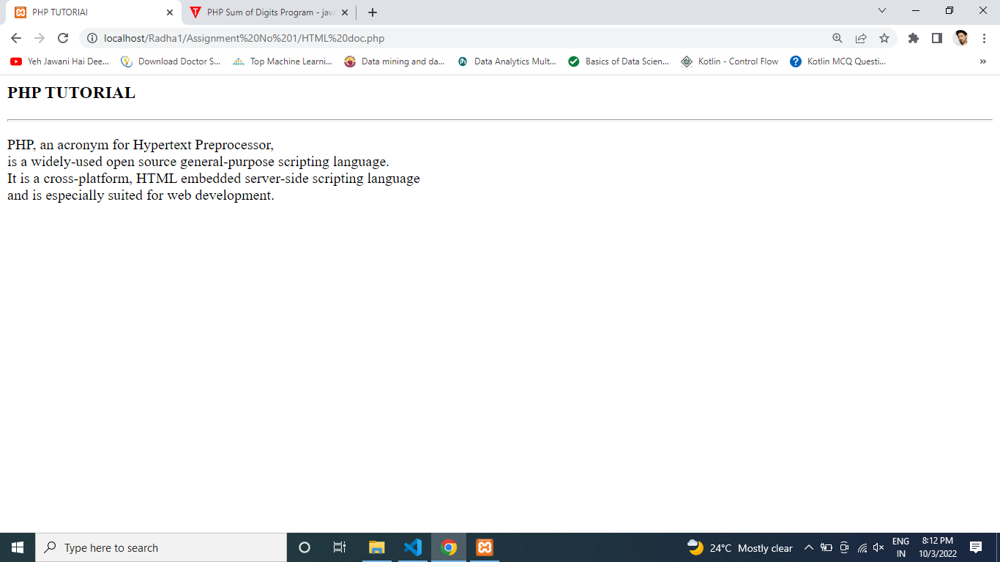 PHP TUTORIAl
PHP Sum of Digits Program - java
localhost/Radha1/Assignment%20No%201/HTML%20doc.php
Yeh Jawani Hai Dee... Download Doctor S... Top Machine Learni... Data mining and da... Data Analytics Mult... Basics of Data Scien... Kotlin - Control Flow Kotlin MCQ Questi... »
PHP TUTORIAL
PHP, an acronym for Hypertext Preprocessor,
is a widely-used open source general-purpose scripting language.
It is a cross-platform, HTML embedded server-side scripting language
and is especially suited for web development.
Type here to search
24°C Mostly clear
ENG
IN
8:12 PM
10/3/2022